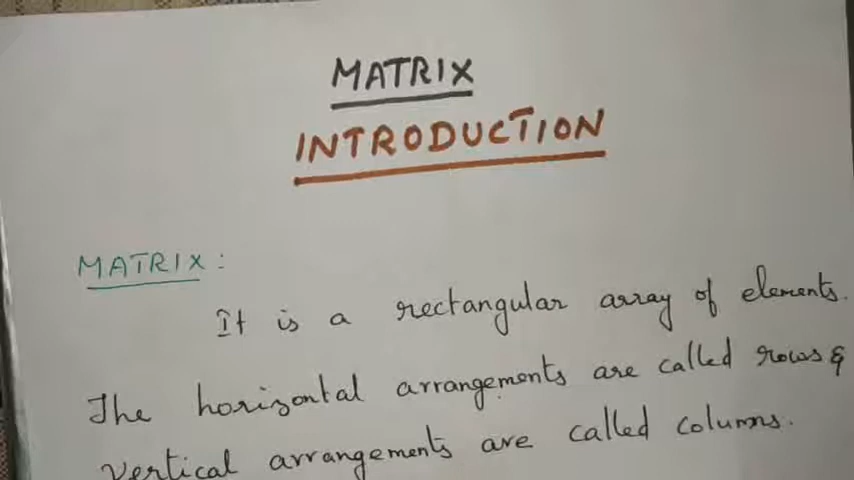 MATRIX
INTRODUCTION
MATRIX:
It is a rectangular array of elements.
The horizontal arrangements are called rows &
Vertical arrangements are called columns.